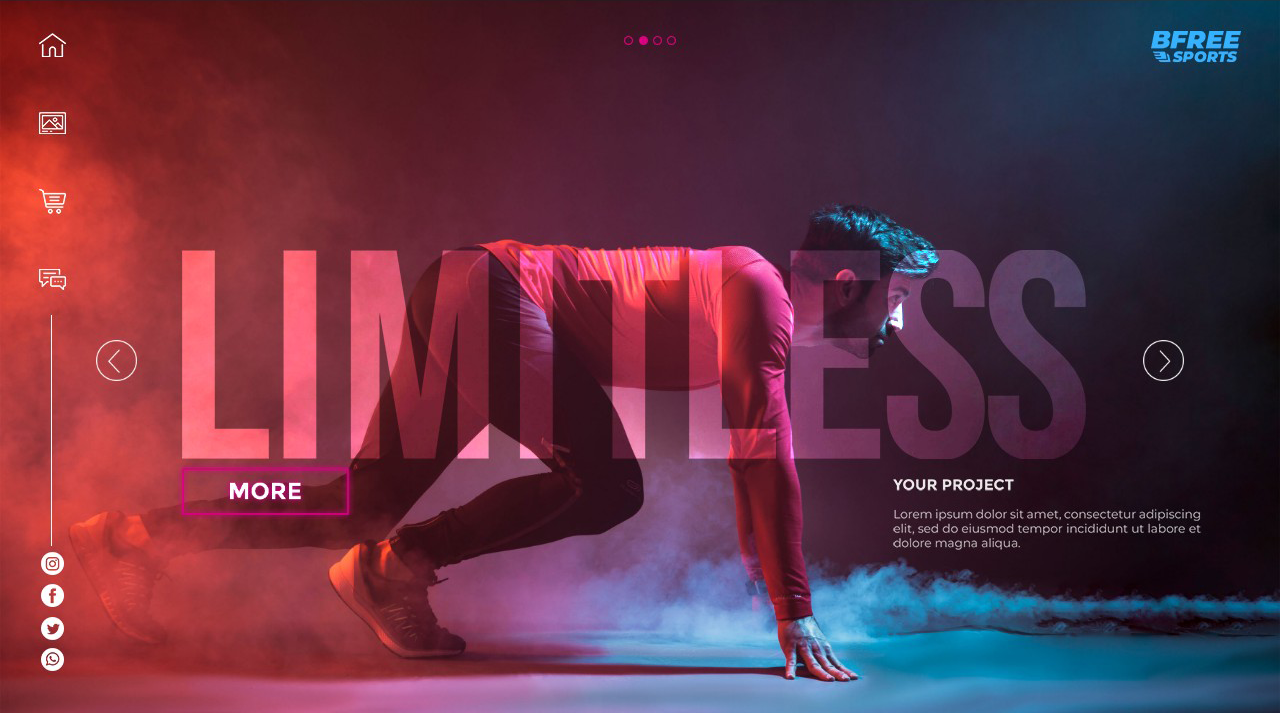 BFREE
SPORTS
LIMITLESS
MORE
YOUR PROJECT
Lorem ipsum dolor sit amet, consectetur adipiscing
elit, sed do eiusmod tempor incididunt ut labore et
dolore magna aliqua.